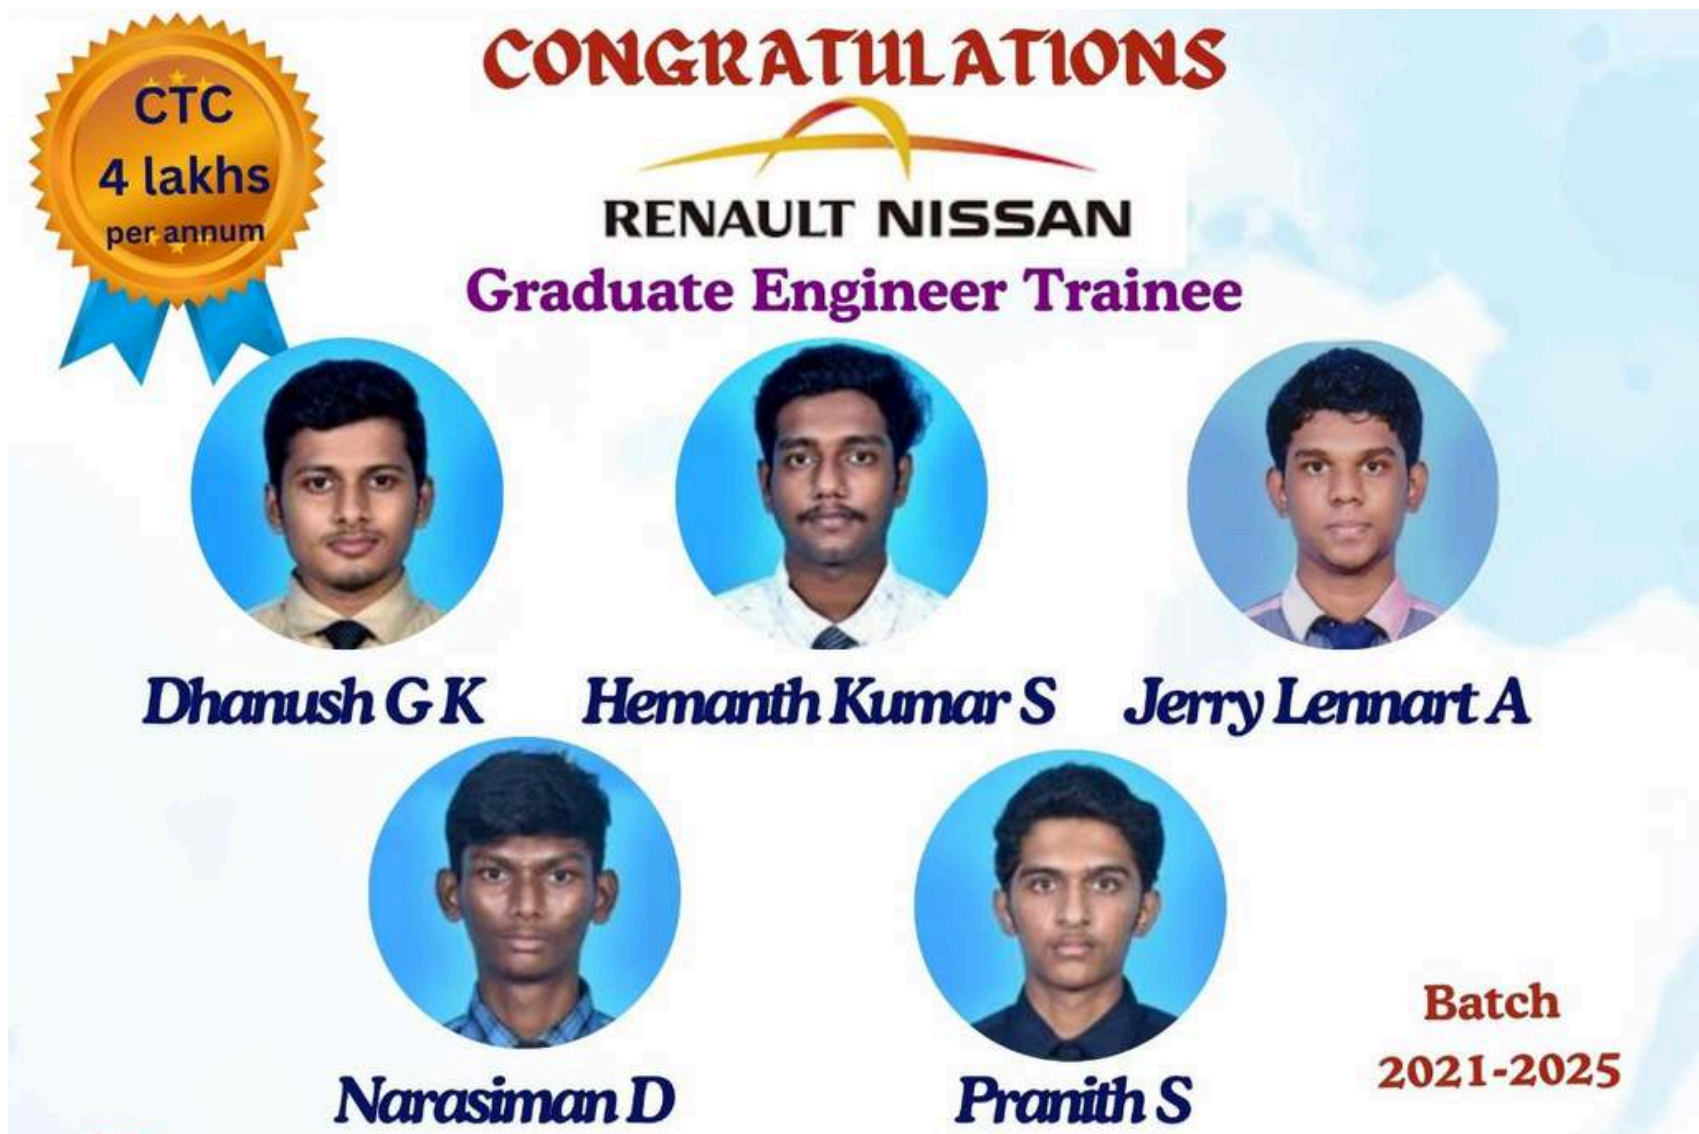 CONGRATULATIONS
CTC
4 lakhs
per annum
RENAULT NISSAN
Graduate Engineer Trainee
Dhanush G K
Hemanth Kumar S
Jerry Lennart A
Narasiman D
Pranith S
Batch
2021-2025